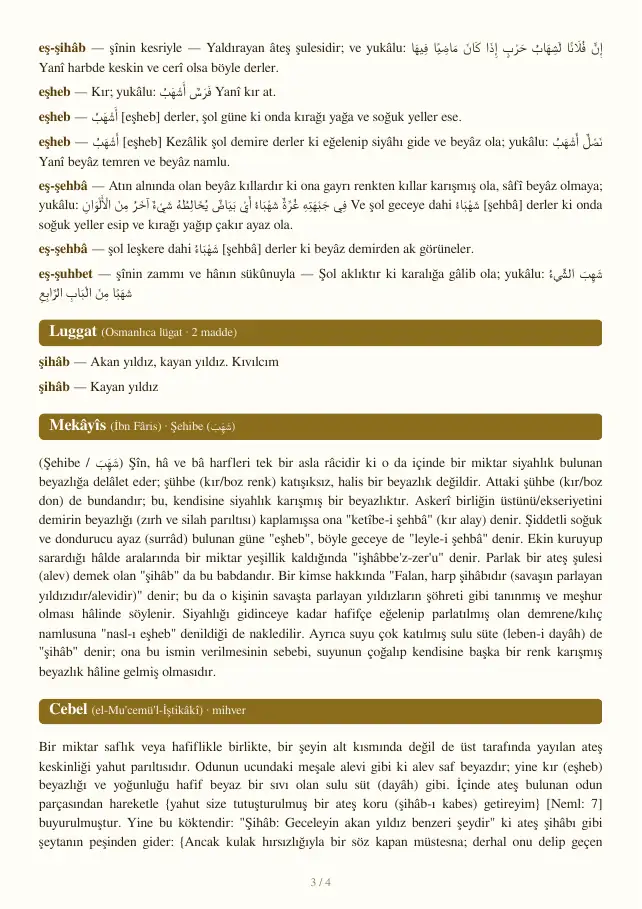 eş-şihâb — şînin kesriyle — Yaldırayan âteş şulesidir; ve yukâlu: إِنَّ فُلَانًا لَشِهَابُ حَرْبٍ إِذَا كَانَ مَاضِيًا فِيهَا
Yanî harbde keskin ve cerî olsa böyle derler.
eşheb — Kır; yukâlu: فَرَسٌ أَشْهَبُ Yanî kır at.
eşheb — أَشْهَبُ [eşheb] derler, şol güne ki onda kırağı yağa ve soğuk yeller ese.
eşheb — أَشْهَبُ [eşheb] Kezâlik şol demire derler ki eğelenip siyâhı gide ve beyâz ola; yukâlu: نَصْلٌ أَشْهَبُ
Yanî beyâz temren ve beyâz namlu.
eş-şehbâ — Atın alnında olan beyâz kıllardır ki ona gayrı renkten kıllar karışmış ola, sâfî beyâz olmaya;
yukâlu: فِي جَبْهَتِهِ غُرَّةٌ شَهْبَاءُ أَيْ بَيَاضٌ يُخَالِطُهُ شَيْءٌ آخَرُ مِنَ الْأَلْوَانِ Ve şol geceye dahi شَهْبَاءُ [şehbâ] derler ki onda
soğuk yeller esip ve kırağı yağıp çakır ayaz ola.
eş-şehbâ — şol leşkere dahi شَهْبَاءُ [şehbâ] derler ki beyâz demirden ak görüneler.
eş-şuhbet — şînin zammı ve hânın sükûnuyla — Şol aklıktır ki karalığa gâlib ola; yukâlu: شَهِبَ الشَّيْءُ
شَهَبًا مِنَ الْبَابِ الرَّابِعِ
Luggat (Osmanlıca lügat · 2 madde)
şihâb — Akan yıldız, kayan yıldız. Kıvılcım
şihâb — Kayan yıldız
Mekâyîs (İbn Fâris) · Şehibe (شَهِبَ)
(Şehibe / شَهِبَ) Şîn, hâ ve bâ harfleri tek bir asla râcidir ki o da içinde bir miktar siyahlık bulunan
beyazlığa delâlet eder; şühbe (kır/boz renk) katışıksız, halis bir beyazlık değildir. Attaki şühbe (kır/boz
don) de bundandır; bu, kendisine siyahlık karışmış bir beyazlıktır. Askerî birliğin üstünü/ekseriyetini
demirin beyazlığı (zırh ve silah parıltısı) kaplamışsa ona "ketîbe-i şehbâ" (kır alay) denir. Şiddetli soğuk
ve dondurucu ayaz (surrâd) bulunan güne "eşheb", böyle geceye de "leyle-i şehbâ" denir. Ekin kuruyup
sarardığı hâlde aralarında bir miktar yeşillik kaldığında "işhâbbe'z-zer'u" denir. Parlak bir ateş şulesi
(alev) demek olan "şihâb" da bu babdandır. Bir kimse hakkında "Falan, harp şihâbıdır (savaşın parlayan
yıldızıdır/alevidir)" denir; bu da o kişinin savaşta parlayan yıldızların şöhreti gibi tanınmış ve meşhur
olması hâlinde söylenir. Siyahlığı gidinceye kadar hafifçe eğelenip parlatılmış olan demrene/kılıç
namlusuna "nasl-ı eşheb" denildiği de nakledilir. Ayrıca suyu çok katılmış sulu süte (leben-i dayâh) de
"şihâb" denir; ona bu ismin verilmesinin sebebi, suyunun çoğalıp kendisine başka bir renk karışmış
beyazlık hâline gelmiş olmasıdır.
Cebel (el-Mu'cemü'l-İştikâkî) · mihver
Bir miktar saflık veya hafiflikle birlikte, bir şeyin alt kısmında değil de üst tarafında yayılan ateş
keskinliği yahut parıltısıdır. Odunun ucundaki meşale alevi gibi ki alev saf beyazdır; yine kır (eşheb)
beyazlığı ve yoğunluğu hafif beyaz bir sıvı olan sulu süt (dayâh) gibi. İçinde ateş bulunan odun
parçasından hareketle {yahut size tutuşturulmuş bir ateş koru (şihâb-ı kabes) getireyim} [Neml: 7]
buyurulmuştur. Yine bu köktendir: "Şihâb: Geceleyin akan yıldız benzeri şeydir" ki ateş şihâbı gibi
şeytanın peşinden gider: {Ancak kulak hırsızlığıyla bir söz kapan müstesna; derhal onu delip geçen
3 / 4